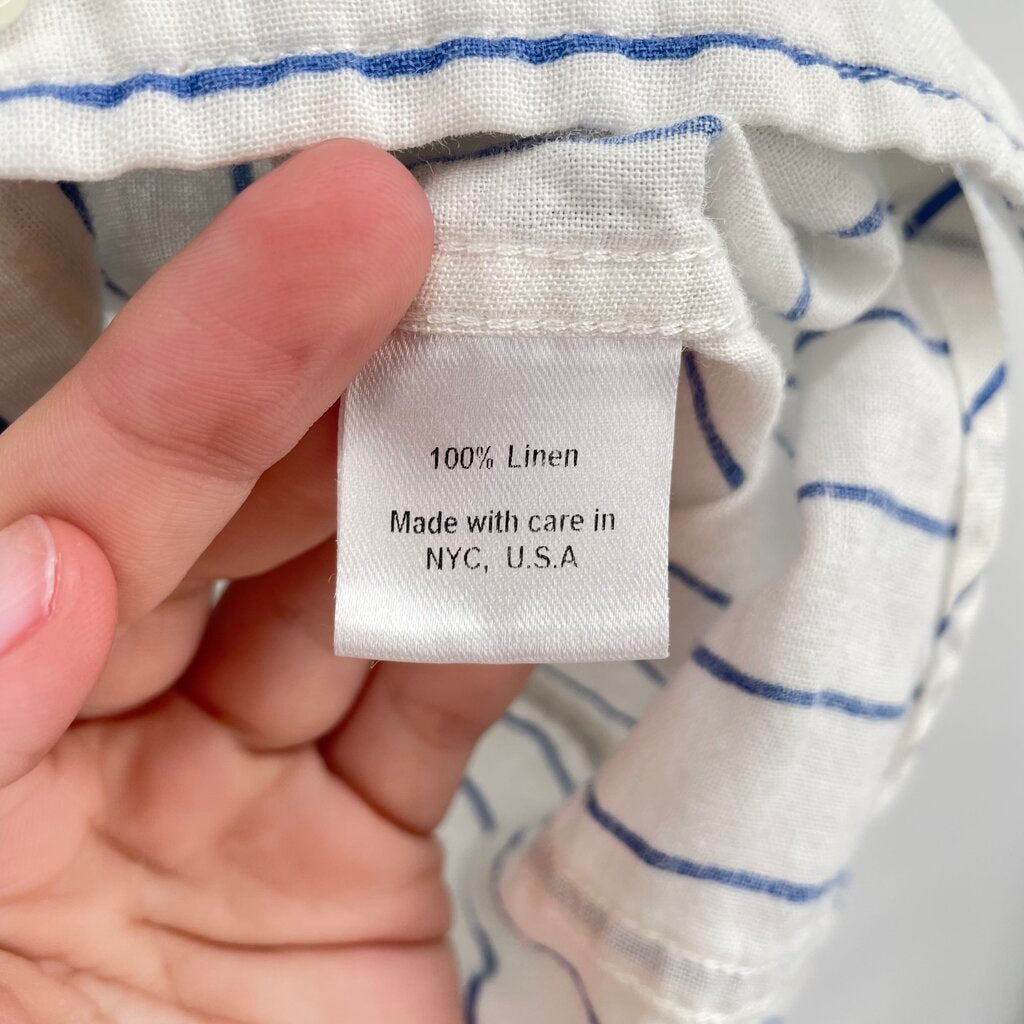 100% Linen
Made with care in
NYC, U.S.A